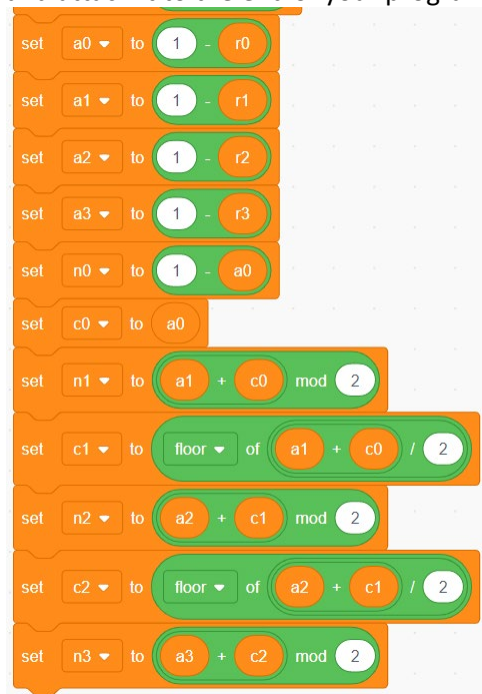 set a0 to 1 - r0
set a1 to 1 - r1
set a2 to 1 - r2
set a3 to 1 - r3
set n0 to 1 - a0
set c0 to a0
set n1 to a1 + c0 mod 2
set c1 to floor of a1 + c0 / 2
set n2 to a2 + c1 mod 2
set c2 to floor of a2 + c1 / 2
set n3 to a3 + c2 mod 2